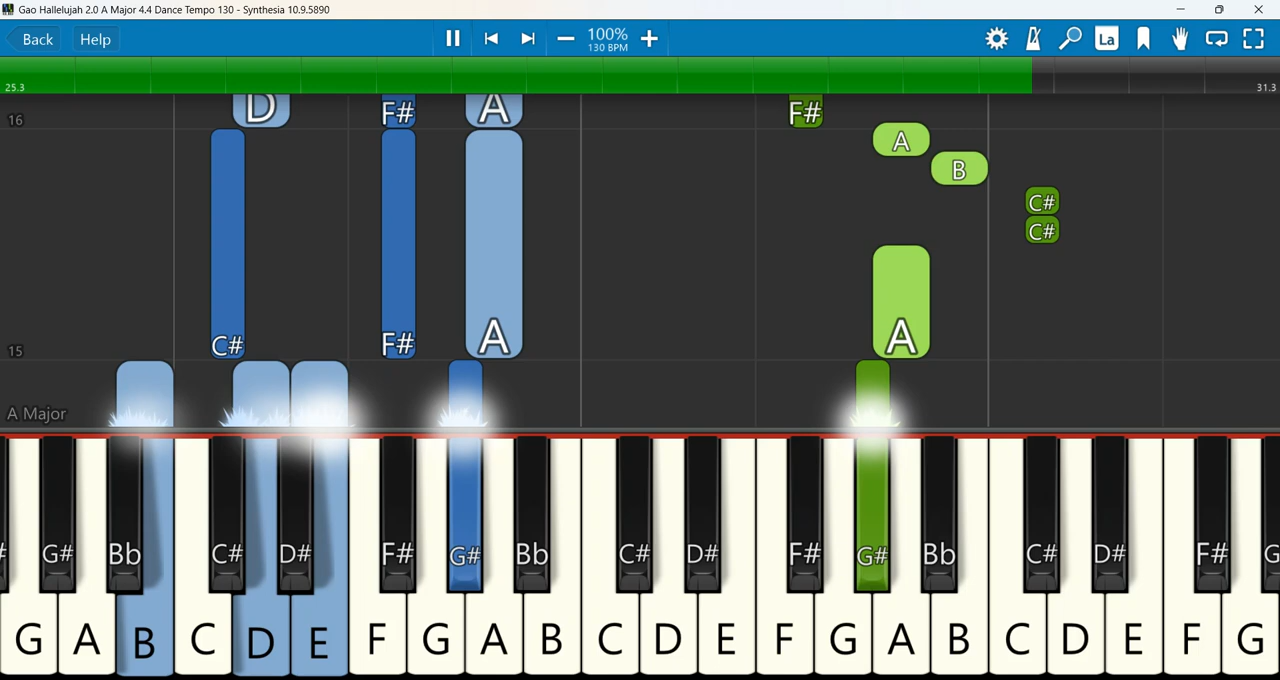 Gao Hallelujah 2.0 A Major 4.4 Dance Tempo 130 - Synthesia 10.9.5890
Back Help 100% La
130 BPM
25.3 31.3
16 D F# A F#
A
B
C#
C#
15 C# F# A A
A Major
G# Bb C# D# F# G# Bb C# D# F# G# Bb C# D# F# G
G A B C D E F G A B C D E F G A B C D E F G